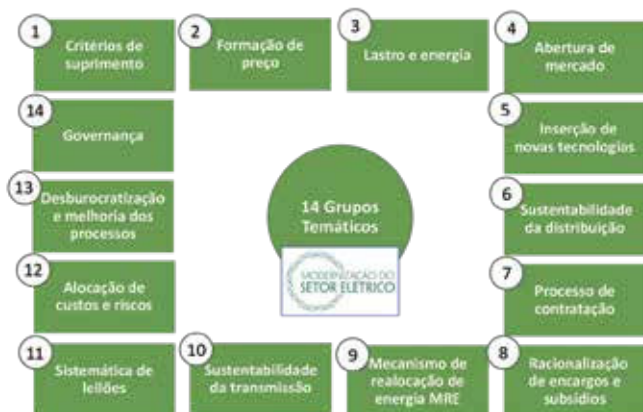 1
Critérios de
suprimento
2
Formação de
preço
3
Lastro e energia
4
Abertura de
mercado
14
Governança
5
Inserção de
novas tecnologias
13
Desburocratização
e melhoria dos
processos
14 Grupos
Temáticos
MODERNIZAÇÃO DO
SETOR ELÉTRICO
6
Sustentabilidade
da distribuição
12
Alocação de
custos e riscos
7
Processo de
contratação
11
Sistemática de
leilões
10
Sustentabilidade
da transmissão
9
Mecanismo de
realocação de
energia MRE
8
Racionalização
de encargos e
subsídios